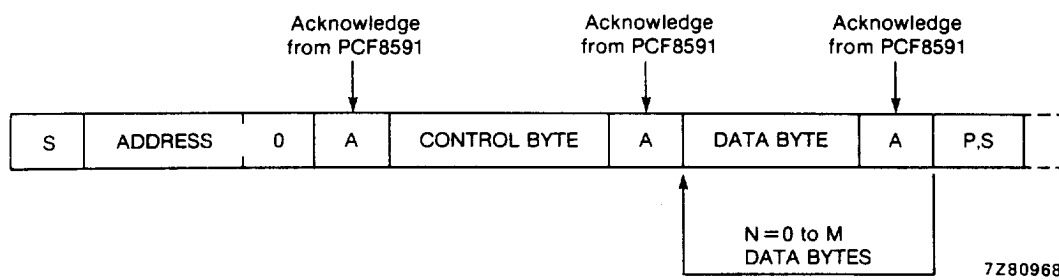 Acknowledge
from PCF8591
Acknowledge
from PCF8591
Acknowledge
from PCF8591
S ADDRESS 0 A CONTROL BYTE A DATA BYTE A P,S
N=0 to M
DATA BYTES
7Z80968